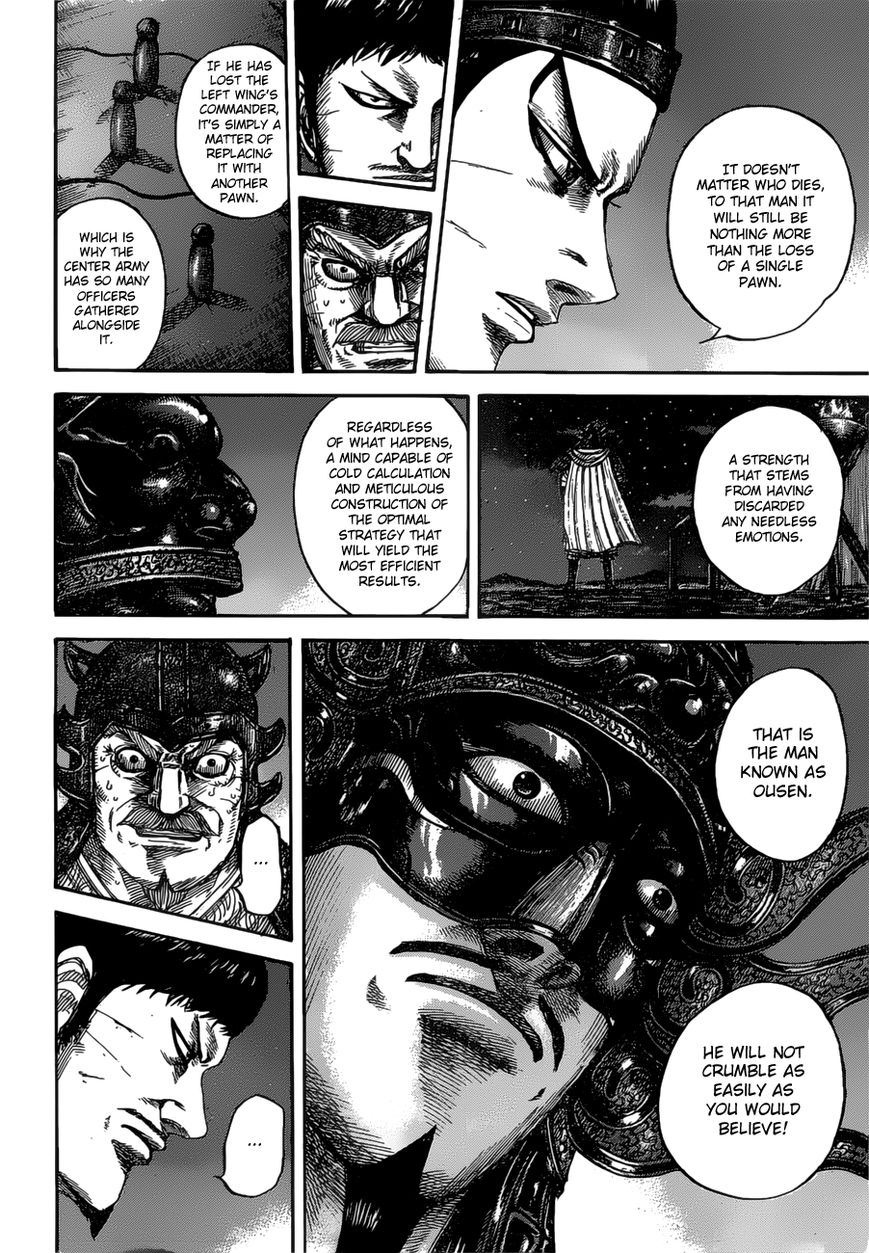 IT DOESN'T
MATTER WHO DIES,
TO THAT MAN IT
WILL STILL BE
NOTHING MORE
THAN THE LOSS
OF A SINGLE
PAWN.
IF HE HAS
LOST THE
LEFT WING'S
COMMANDER,
IT'S SIMPLY A
MATTER OF
REPLACING
IT WITH
ANOTHER
PAWN.
WHICH IS
WHY THE
CENTER ARMY
HAS SO MANY
OFFICERS
GATHERED
ALONGSIDE
IT.
A STRENGTH
THAT STEMS
FROM HAVING
DISCARDED
ANY NEEDLESS
EMOTIONS.
REGARDLESS
OF WHAT HAPPENS,
A MIND CAPABLE OF
COLD CALCULATION
AND METICULOUS
CONSTRUCTION
OF THE OPTIMAL
STRATEGY THAT
WILL YIELD THE
MOST EFFICIENT
RESULTS.
THAT IS
THE MAN
KNOWN AS
OUSEN.
HE WILL NOT
CRUMBLE AS
EASILY AS
YOU WOULD
BELIEVE!
...
...